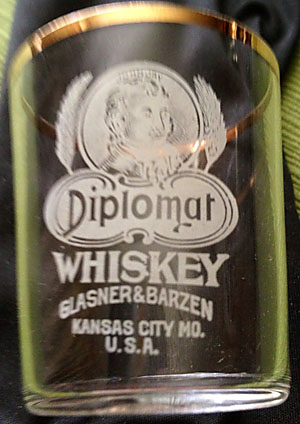 Diplomat
WHISKEY
GLASNER & BARZEN
KANSAS CITY MO.
U.S.A.